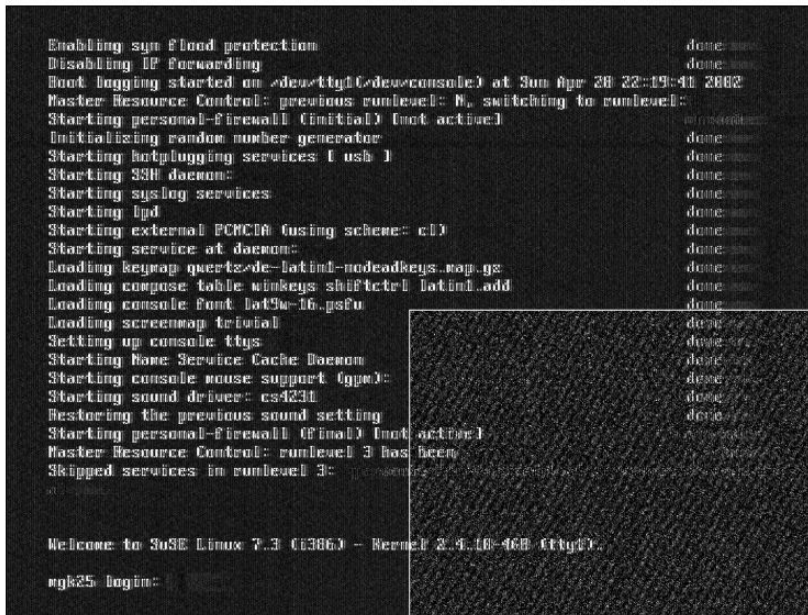 Enabling syn flood protection done
Disabling IP forwarding done
Boot logging started on /dev/tty1(/dev/console) at Sun Apr 28 22:19:41 2002
Master Resource Control: previous runlevel: N, switching to runlevel:
Starting personal-firewall (initial) [not active]
Initializing random number generator done
Starting hotplugging services [ usb ] done
Starting SSH daemon: done
Starting syslog services done
Starting lpd done
Starting external PCMCIA (using scheme: cl) done
Starting service at daemon: done
Loading keymap qwertz/de-latin1-nodeadkeys.map.gz done
Loading compose table winkeys shiftctrl latin1.add done
Loading console font lat9w-16.psfu done
Loading screenmap trivial done
Setting up console ttys done
Starting Name Service Cache Daemon done
Starting console mouse support (gpm): done
Starting sound driver: cs4231 done
Restoring the previous sound setting done
Starting personal-firewall (final) [not active]
Master Resource Control: runlevel 3 has been
Skipped services in runlevel 3:
Welcome to SuSE Linux 7.3 (i386) - Kernel 2.4.10-4GB (tty1).
mgk25 login: